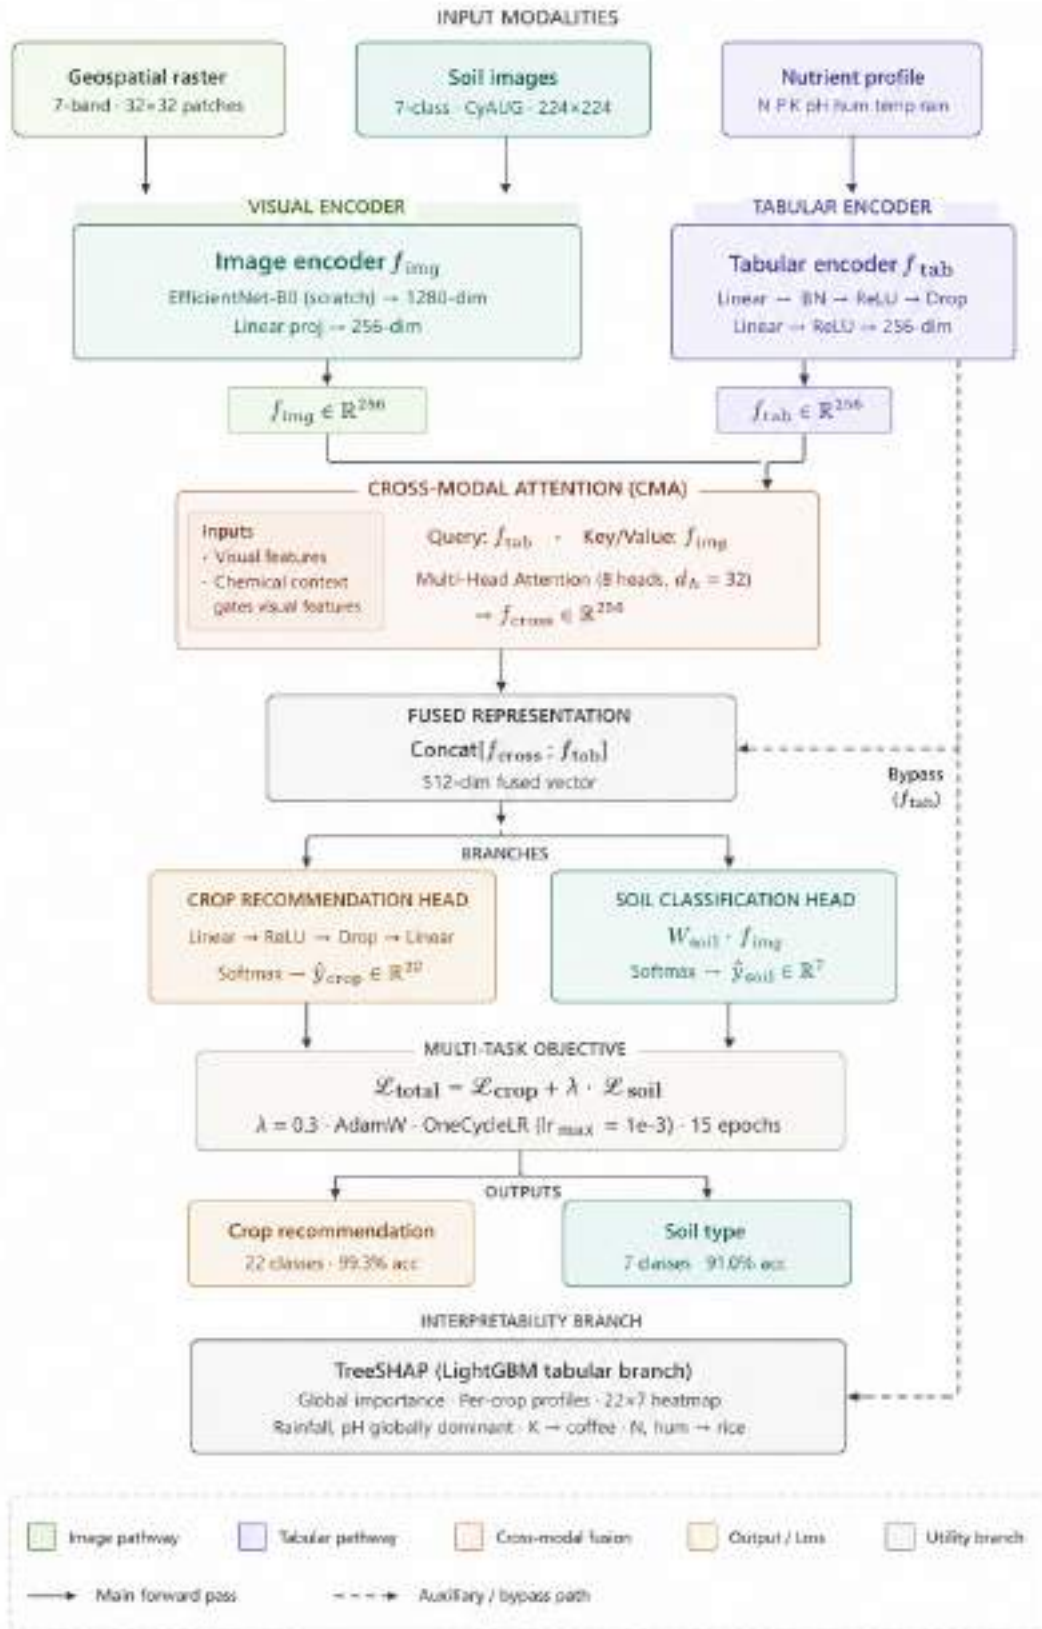 INPUT MODALITIES
Geospatial raster
7-band · 32×32 patches
Soil images
7-class · CyAUG · 224×224
Nutrient profile
N P K pH hum temp rain
VISUAL ENCODER
Image encoder f_img
EfficientNet-B0 (scratch) → 1280-dim
Linear proj → 256-dim
TABULAR ENCODER
Tabular encoder f_tab
Linear → BN → ReLU → Drop
Linear → ReLU → 256-dim
f_img ∈ ℝ^256
f_tab ∈ ℝ^256
CROSS-MODAL ATTENTION (CMA)
Inputs
· Visual features
· Chemical context
gates visual features
Query: f_tab · Key/Value: f_img
Multi-Head Attention (8 heads, d_h = 32)
→ f_cross ∈ ℝ^256
FUSED REPRESENTATION
Concat[f_cross ; f_tab]
512-dim fused vector
Bypass
(f_tab)
BRANCHES
CROP RECOMMENDATION HEAD
Linear → ReLU → Drop → Linear
Softmax → ŷ_crop ∈ ℝ
SOIL CLASSIFICATION HEAD
W_soil · f_img
Softmax → ŷ_soil ∈ ℝ^7
MULTI-TASK OBJECTIVE
ℒ_total = ℒ_crop + λ · ℒ_soil
λ = 0.3 · AdamW · OneCycleLR (lr_max = 1e-3) · 15 epochs
OUTPUTS
Crop recommendation
22 classes · 99.3% acc
Soil type
7 classes · 91.0% acc
INTERPRETABILITY BRANCH
TreeSHAP (LightGBM tabular branch)
Global importance · Per-crop profiles · 22×7 heatmap
Rainfall, pH globally dominant · K → coffee · N, hum → rice
Image pathway
Tabular pathway
Cross-modal fusion
Output / Loss
Utility branch
Main forward pass
Auxiliary / bypass path